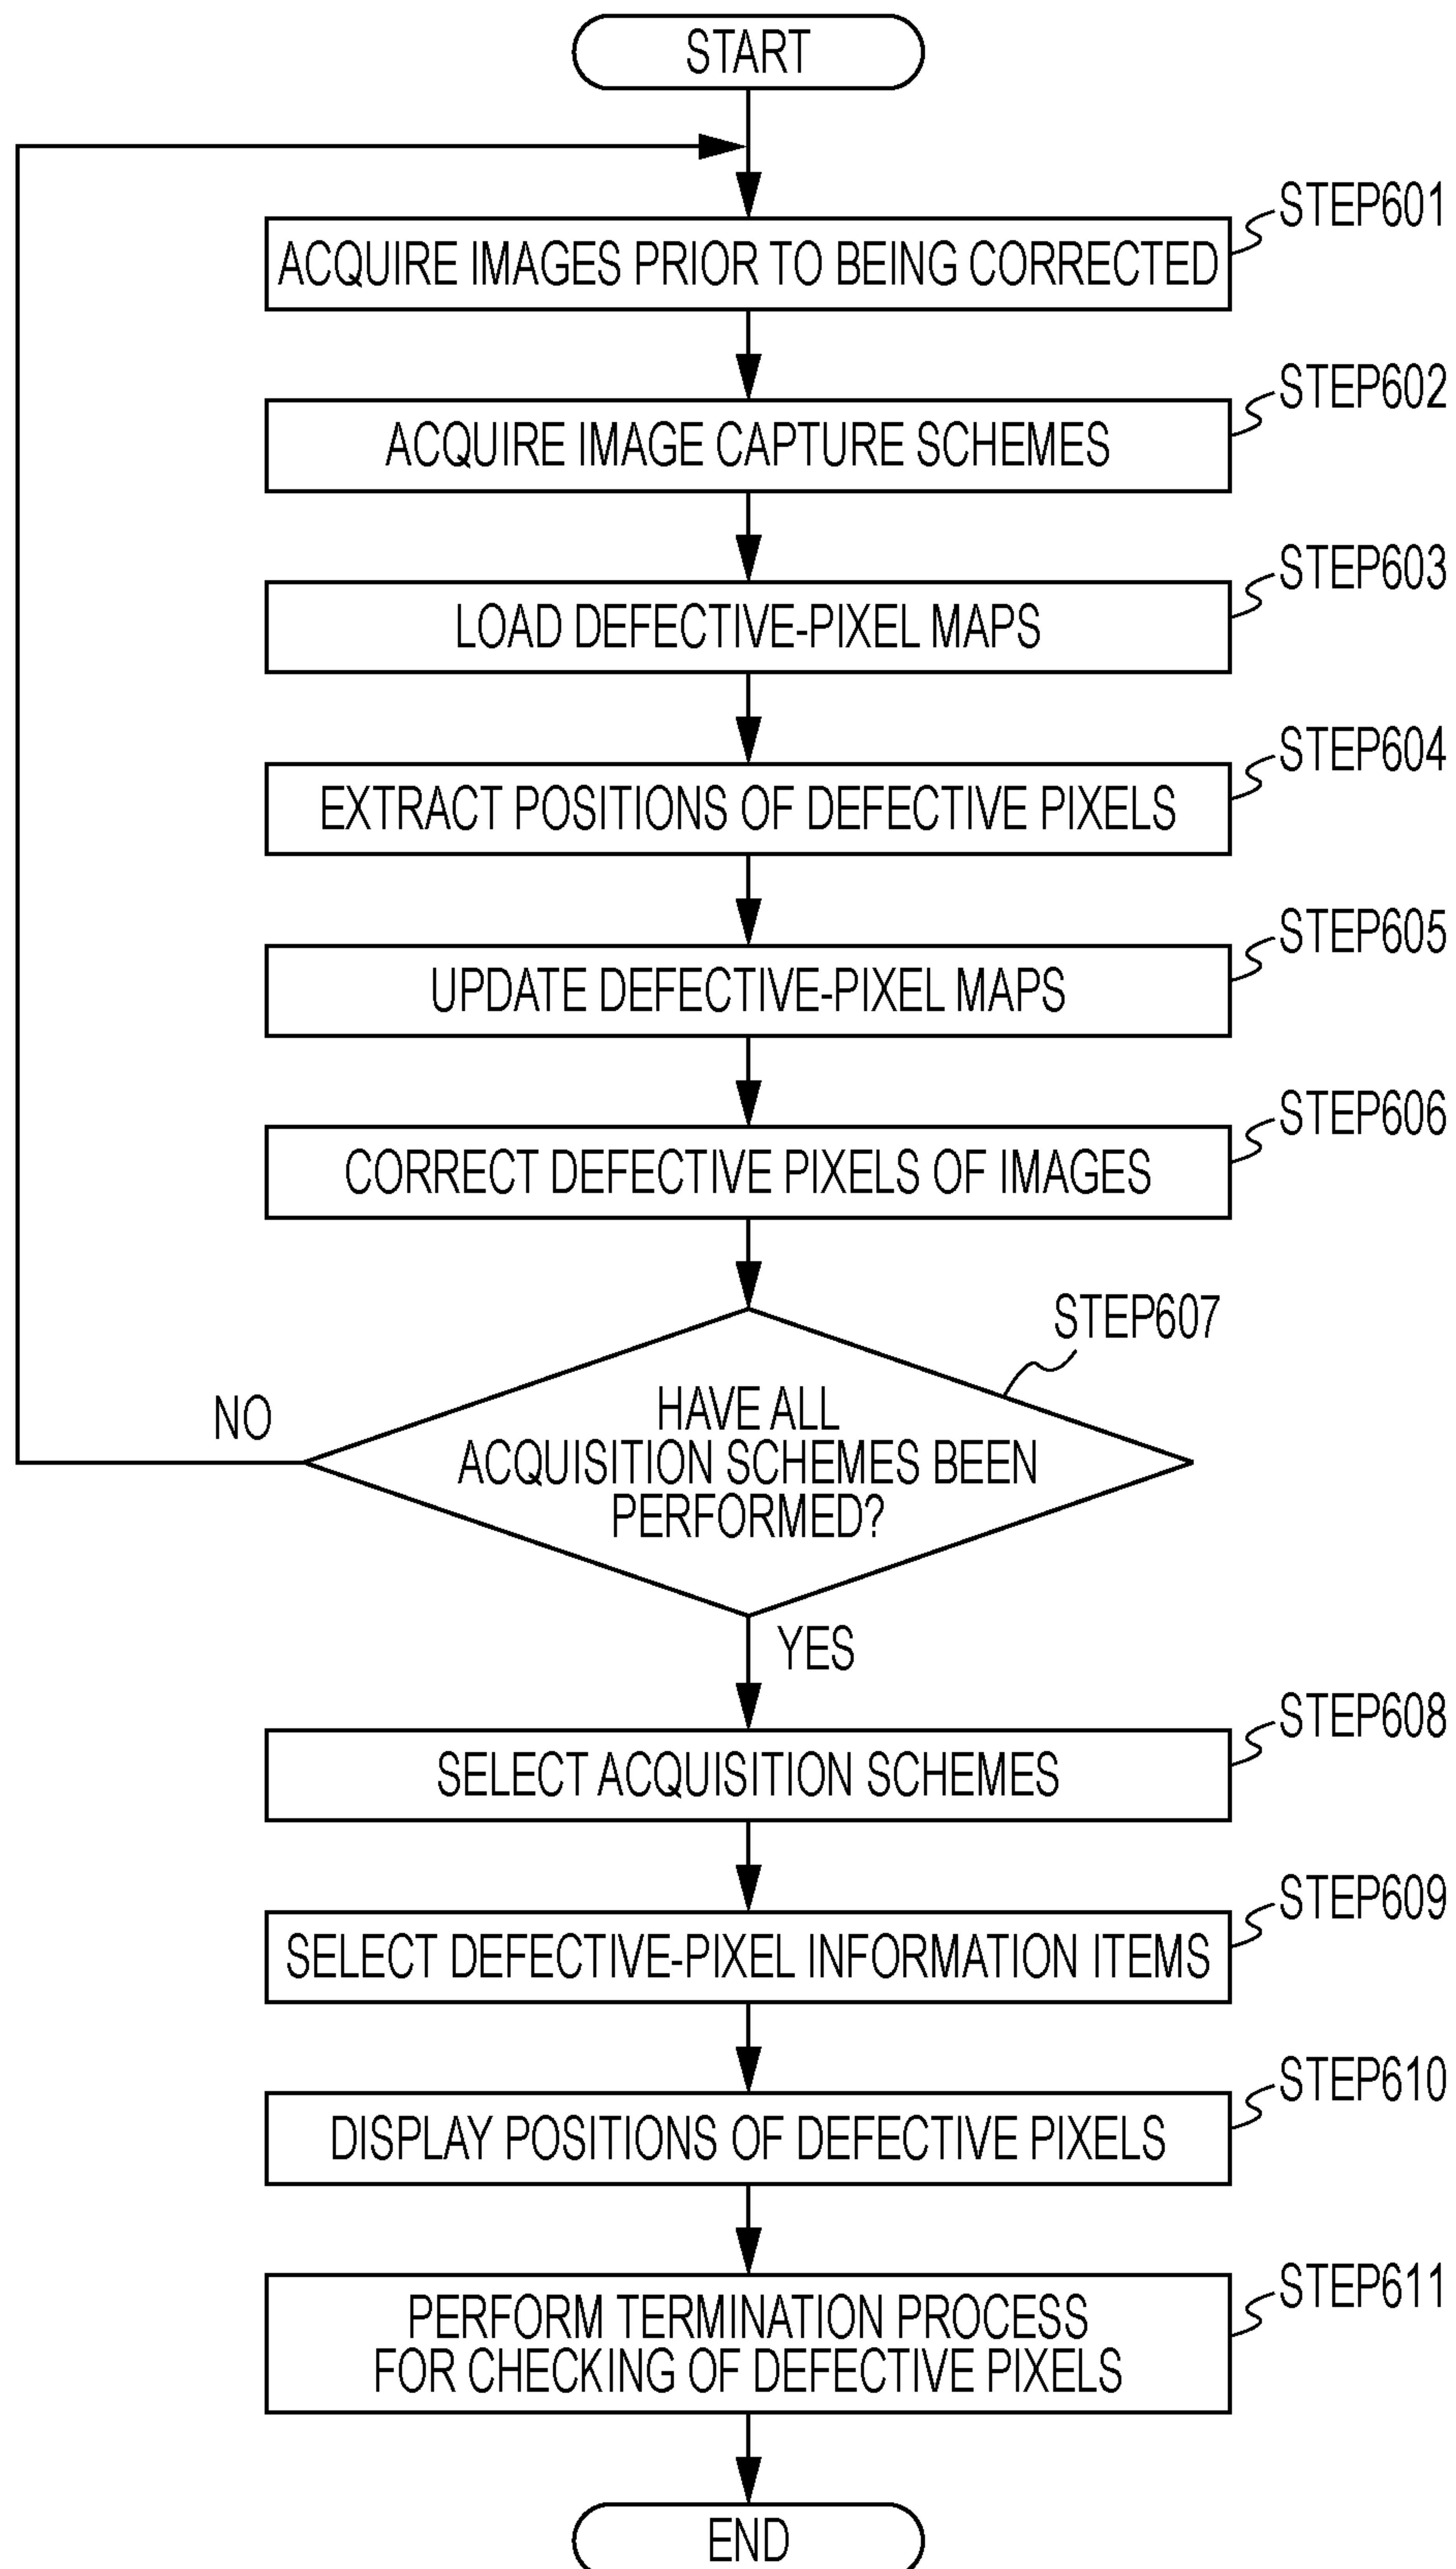 START
ACQUIRE IMAGES PRIOR TO BEING CORRECTED
STEP601
ACQUIRE IMAGE CAPTURE SCHEMES
STEP602
LOAD DEFECTIVE-PIXEL MAPS
STEP603
EXTRACT POSITIONS OF DEFECTIVE PIXELS
STEP604
UPDATE DEFECTIVE-PIXEL MAPS
STEP605
CORRECT DEFECTIVE PIXELS OF IMAGES
STEP606
STEP607
HAVE ALL
ACQUISITION SCHEMES BEEN
PERFORMED?
NO
YES
SELECT ACQUISITION SCHEMES
STEP608
SELECT DEFECTIVE-PIXEL INFORMATION ITEMS
STEP609
DISPLAY POSITIONS OF DEFECTIVE PIXELS
STEP610
PERFORM TERMINATION PROCESS
FOR CHECKING OF DEFECTIVE PIXELS
STEP611
END